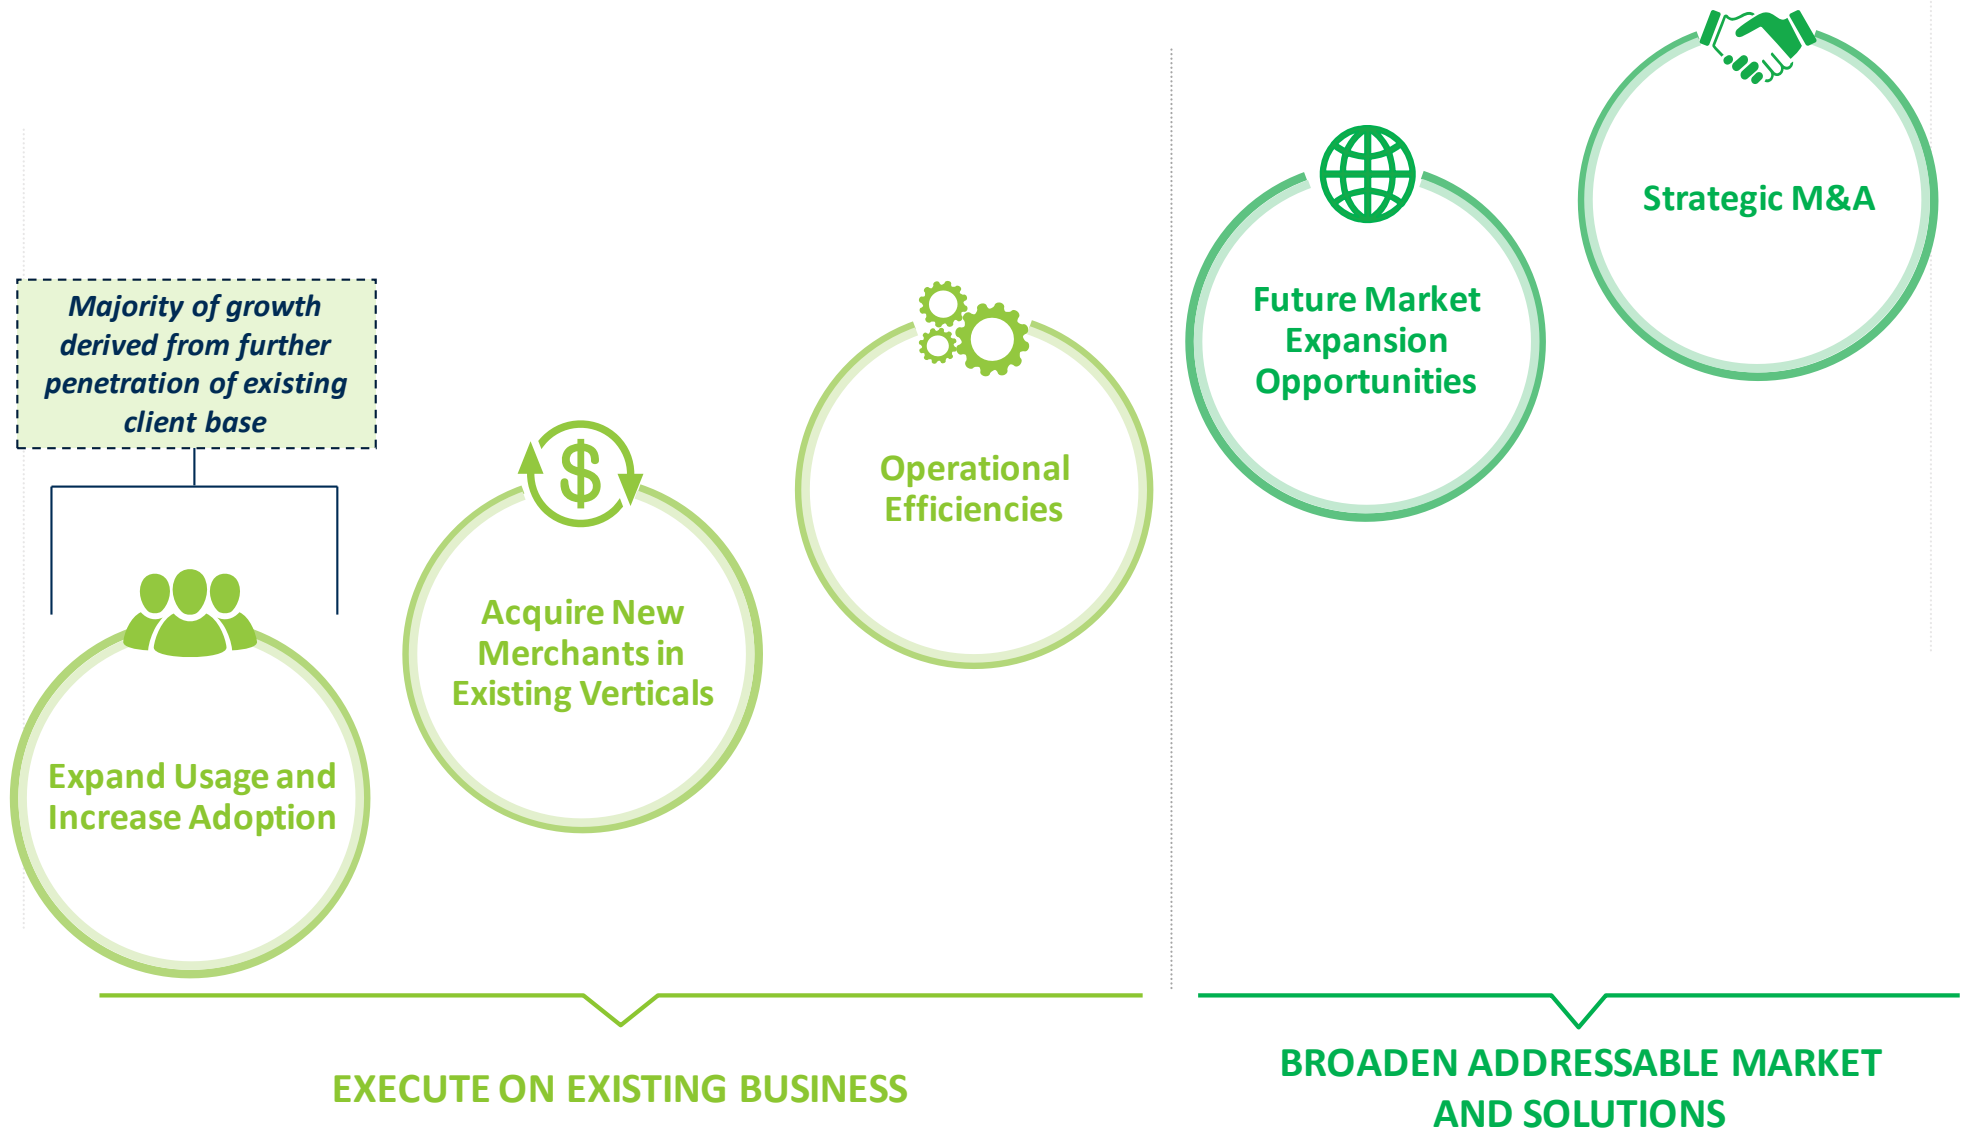 Majority of growth
derived from further
penetration of existing
client base
Expand Usage and
Increase Adoption
$
Acquire New
Merchants in
Existing Verticals
Operational
Efficiencies
Future Market
Expansion
Opportunities
Strategic M&A
EXECUTE ON EXISTING BUSINESS
BROADEN ADDRESSABLE MARKET
AND SOLUTIONS